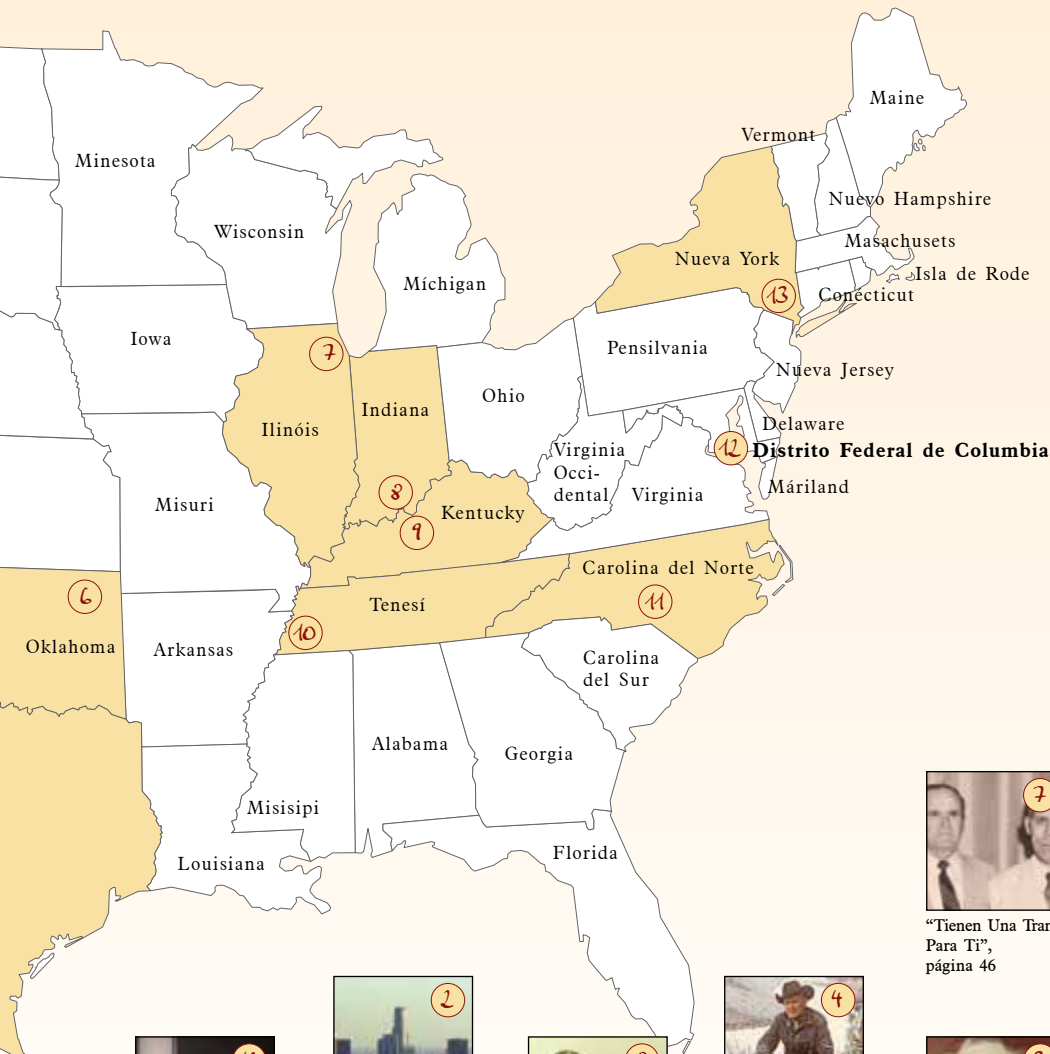 Maine
Vermont
Minesota
Nuevo Hampshire
Wisconsin
Masachusets
Nueva York
Isla de Rode
Míchigan
13
Conécticut
Iowa
Pensilvania
7
Nueva Jersey
Ohio
Indiana
Ilinóis
Delaware
12
Distrito Federal de Columbia
Virginia
Occi-
dental
Máriland
8
Virginia
Misuri
Kentucky
9
Carolina del Norte
6
11
Tenesí
10
Oklahoma
Arkansas
Carolina
del Sur
Alabama
Georgia
Misisipi
Florida
Louisiana
7
“Tienen Una
Para Ti”,
página 46
2
4